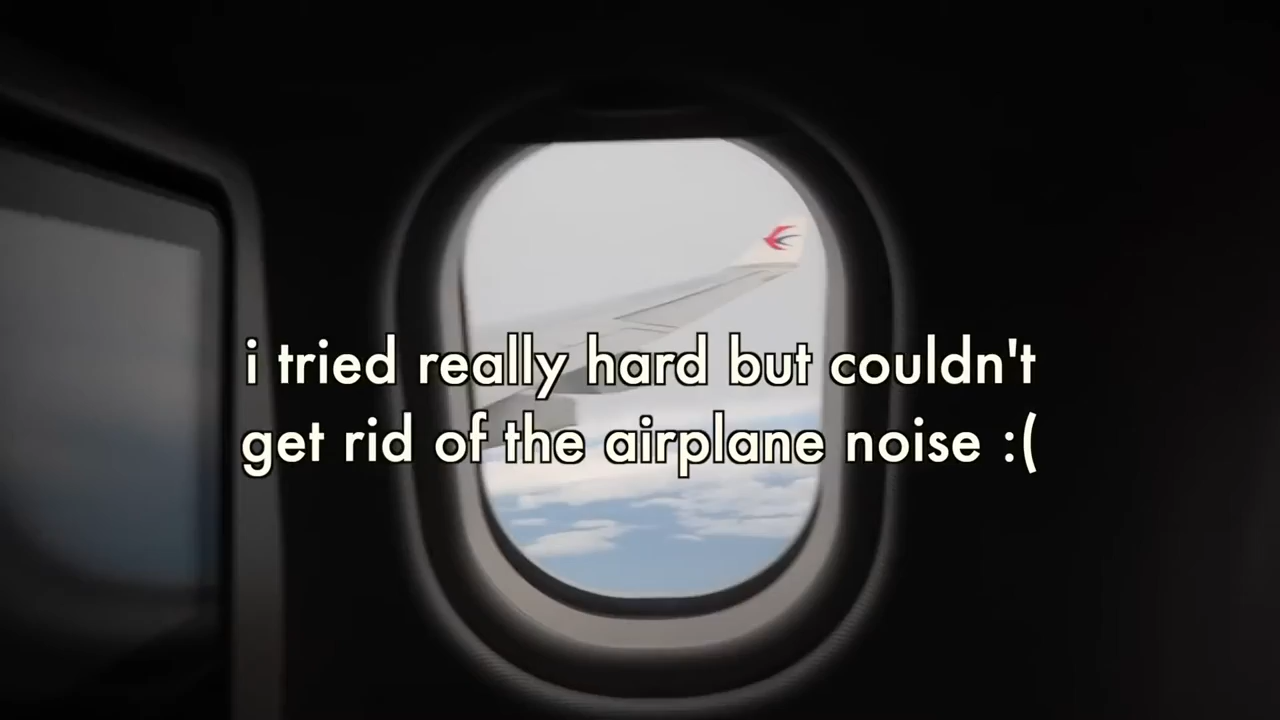 i tried really hard but couldn't
get rid of the airplane noise :(